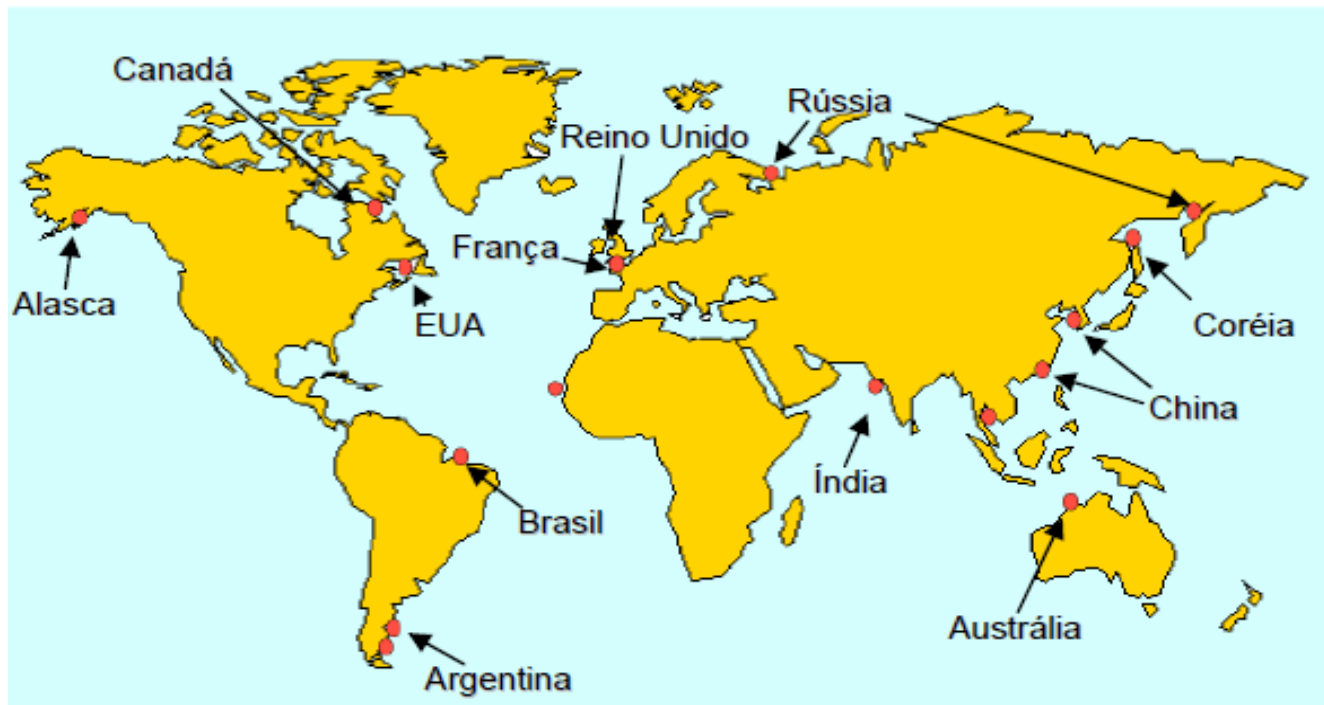 Canadá
Rússia
Reino Unido
França
Alasca
EUA
Coréia
China
Índia
Brasil
Austrália
Argentina